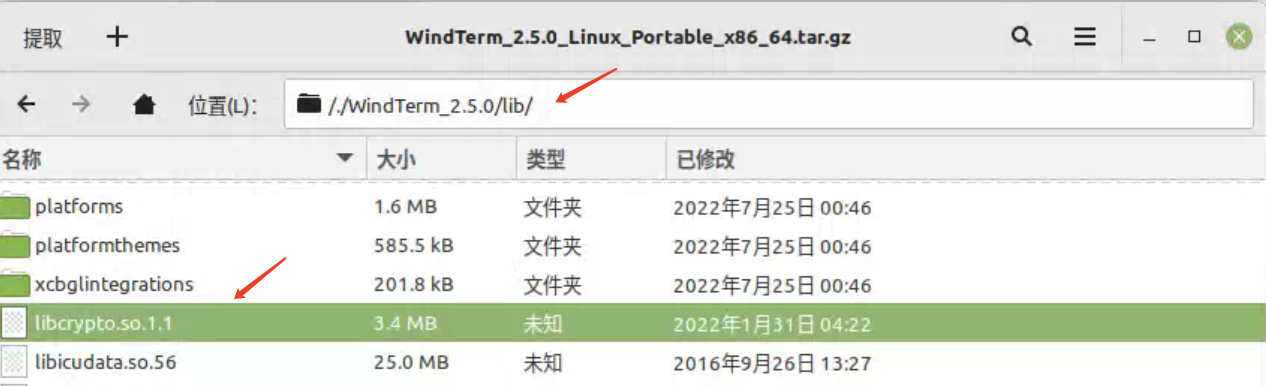 提取 WindTerm_2.5.0_Linux_Portable_x86_64.tar.gz
位置(L): /./WindTerm_2.5.0/lib/
名称 大小 类型 已修改
platforms 1.6 MB 文件夹 2022年7月25日 00:46
platformthemes 585.5 kB 文件夹 2022年7月25日 00:46
xcbglintegrations 201.8 kB 文件夹 2022年7月25日 00:46
libcrypto.so.1.1 3.4 MB 未知 2022年1月31日 04:22
libicudata.so.56 25.0 MB 未知 2016年9月26日 13:27